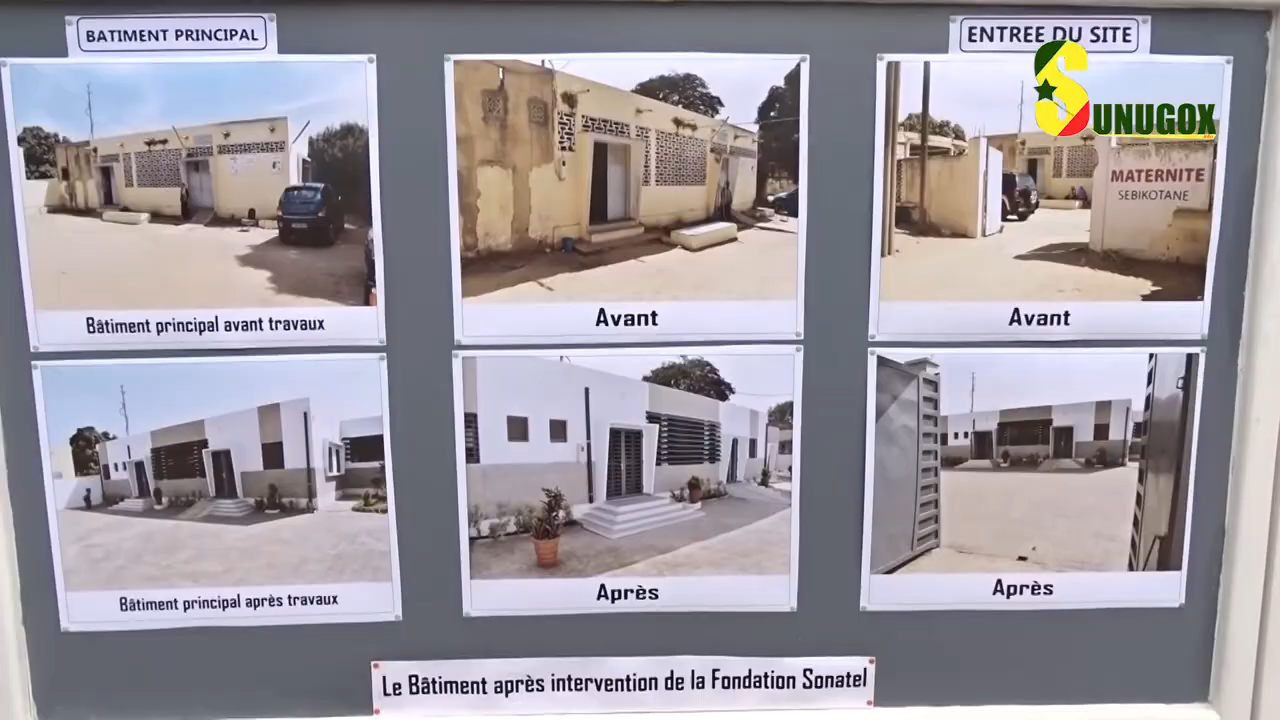 BATIMENT PRINCIPAL
ENTREE DU SITE
SUNUGOX
MATERNITE
SEBIKOTANE
Bâtiment principal avant travaux
Avant
Avant
Bâtiment principal après travaux
Après
Après
Le Bâtiment après intervention de la Fondation Sonatel